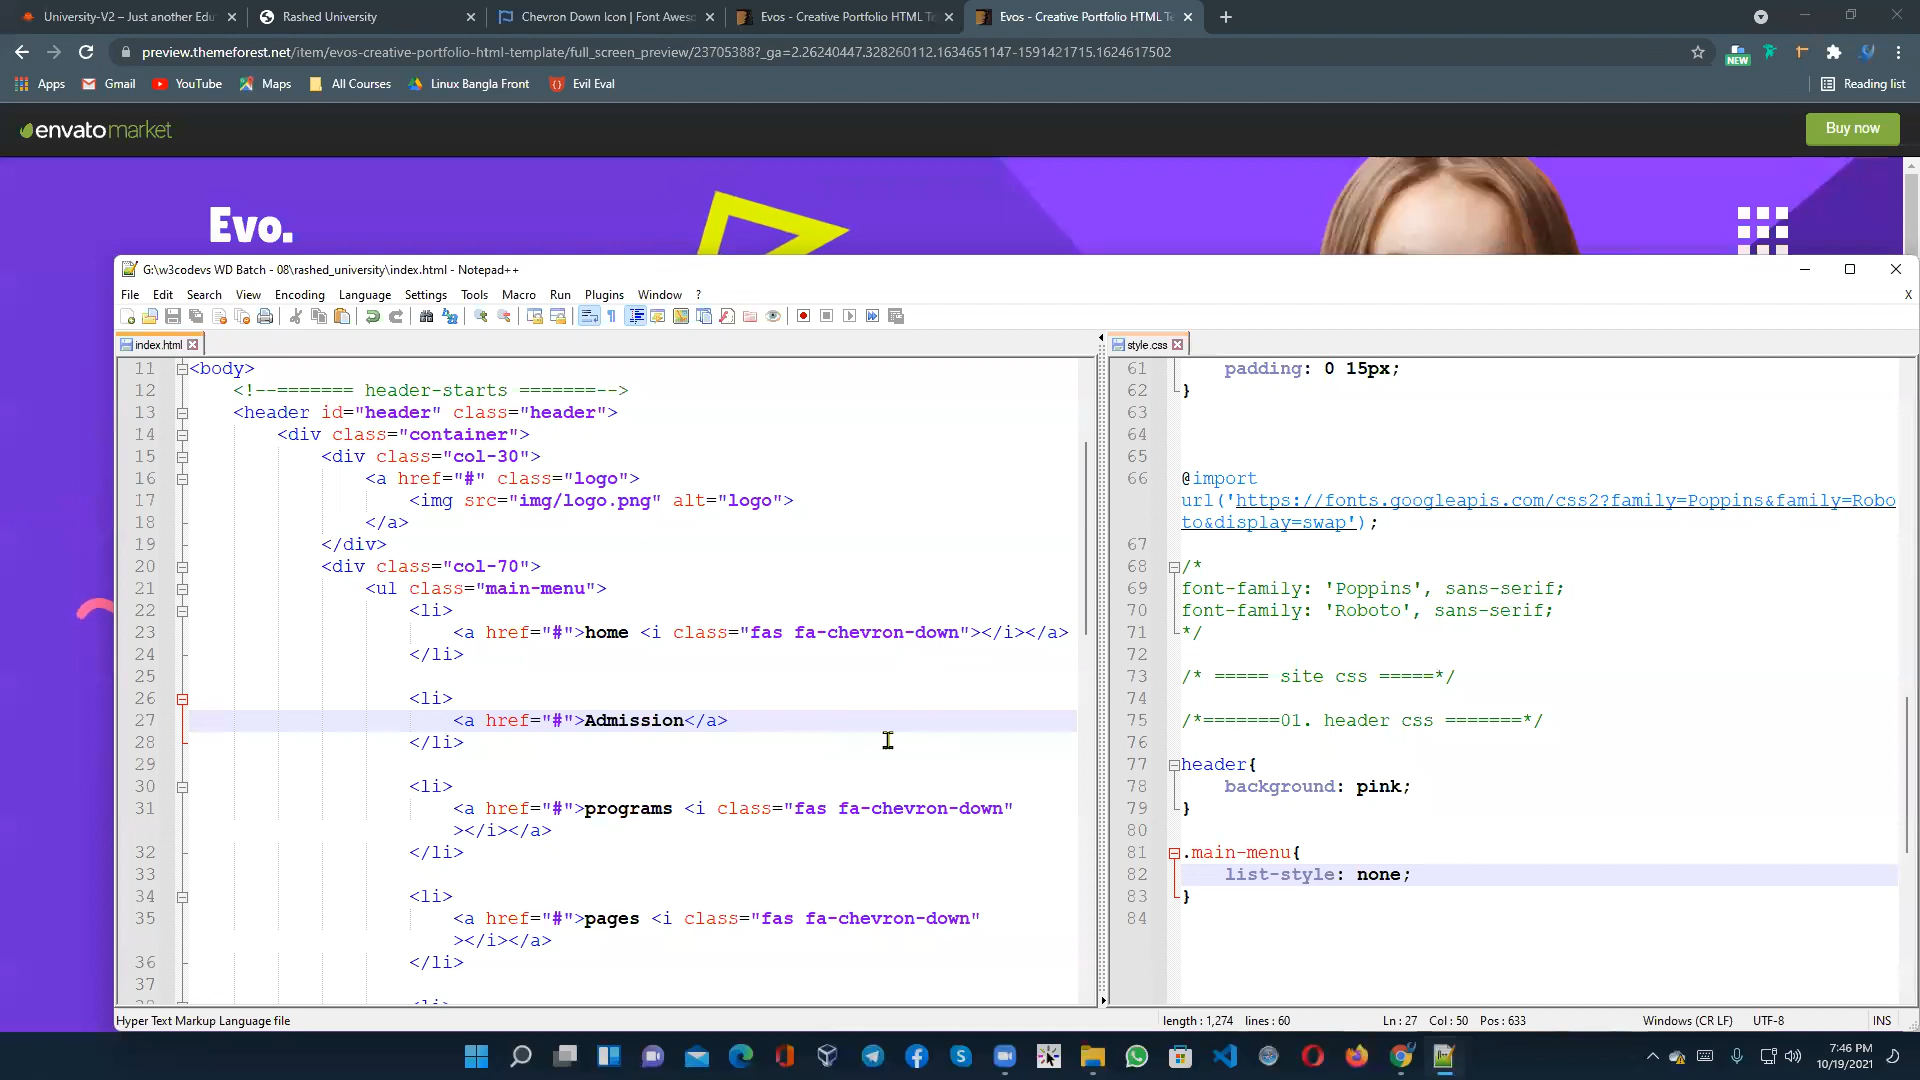 University-V2 – Just another Edu
Rashed University
Chevron Down Icon | Font Aweso
Evos - Creative Portfolio HTML Te
Evos - Creative Portfolio HTML Te
preview.themeforest.net/item/evos-creative-portfolio-html-template/full_screen_preview/23705388?_ga=2.26240447.328260112.1634651147-1591421715.1624617502
NEW
Apps
Gmail
YouTube
Maps
All Courses
Linux Bangla Front
Evil Eval
Reading list
envato market
Buy now
Evo.
G:\w3codevs WD Batch - 08\rashed_university\index.html - Notepad++
File Edit Search View Encoding Language Settings Tools Macro Run Plugins Window ?
X
index.html
11 <body>
12 <!--======= header-starts =======-->
13 <header id="header" class="header">
14 <div class="container">
15 <div class="col-30">
16 <a href="#" class="logo">
17 <img src="img/logo.png" alt="logo">
18 </a>
19 </div>
20 <div class="col-70">
21 <ul class="main-menu">
22 <li>
23 <a href="#">home <i class="fas fa-chevron-down"></i></a>
24 </li>
25
26 <li>
27 <a href="#">Admission</a>
28 </li>
29
30 <li>
31 <a href="#">programs <i class="fas fa-chevron-down"
></i></a>
32 </li>
33
34 <li>
35 <a href="#">pages <i class="fas fa-chevron-down"
></i></a>
36 </li>
37
style.css
61 padding: 0 15px;
62 }
63
64
65
66 @import
url('https://fonts.googleapis.com/css2?family=Poppins&family=Robo
to&display=swap');
67
68 /*
69 font-family: 'Poppins', sans-serif;
70 font-family: 'Roboto', sans-serif;
71 */
72
73 /* ===== site css =====*/
74
75 /*=======01. header css =======*/
76
77 header{
78 background: pink;
79 }
80
81 .main-menu{
82 list-style: none;
83 }
84
Hyper Text Markup Language file
length : 1,274 lines : 60
Ln : 27 Col : 50 Pos : 633
Windows (CR LF)
UTF-8
INS
7:46 PM
10/19/2021